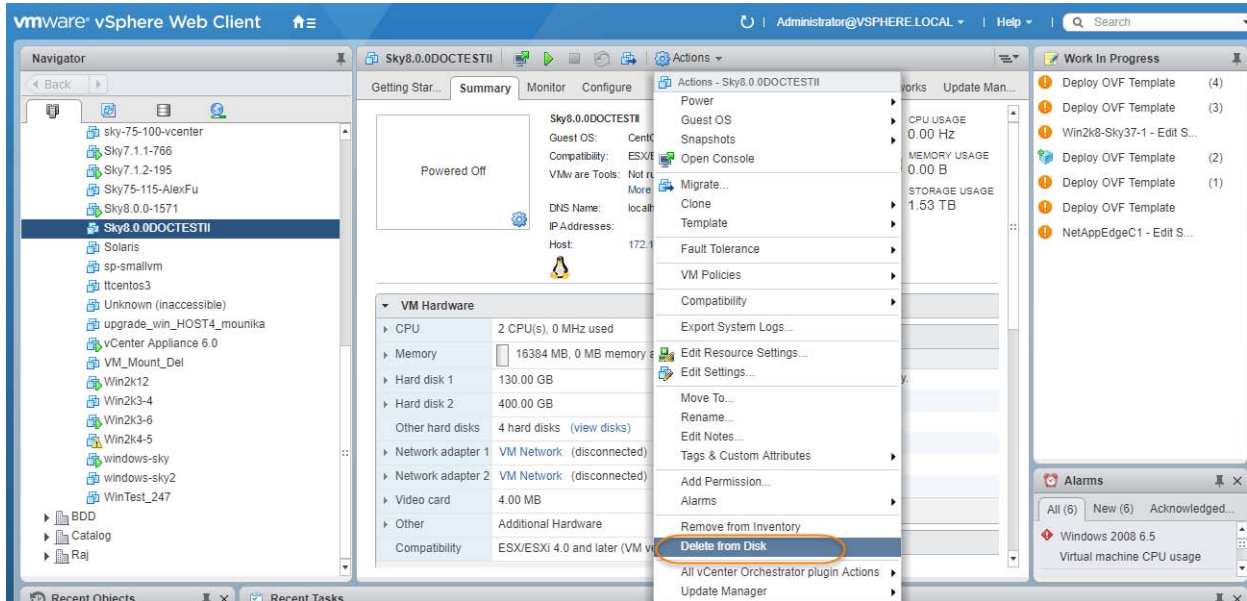 vmware® vSphere Web Client
Administrator@VSPHERE.LOCAL
Help
Search
Navigator
Back
sky-75-100-vcenter
Sky7.1.1-766
Sky7.1.2-195
Sky75-115-AlexFu
Sky8.0.0-1571
Sky8.0.0DOCTESTII
Solaris
sp-smallvm
ttcentos3
Unknown (inaccessible)
upgrade_win_HOST4_mounika
vCenter Appliance 6.0
VM_Mount_Del
Win2k12
Win2k3-4
Win2k3-6
Win2k4-5
windows-sky
windows-sky2
WinTest_247
BDD
Catalog
Raj
Sky8.0.0DOCTESTII
Actions
Getting Star... Summary Monitor Configure
Update Man...
Powered Off
Sky8.0.0DOCTESTII
Guest OS:
Compatibility:
VMware Tools:
More
DNS Name:
IP Addresses:
Host:
CPU USAGE
0.00 Hz
MEMORY USAGE
0.00 B
STORAGE USAGE
1.53 TB
VM Hardware
CPU 2 CPU(s), 0 MHz used
Memory 16384 MB, 0 MB memory
Hard disk 1 130.00 GB
Hard disk 2 400.00 GB
Other hard disks 4 hard disks (view disks)
Network adapter 1 VM Network (disconnected)
Network adapter 2 VM Network (disconnected)
Video card 4.00 MB
Other Additional Hardware
Compatibility ESX/ESXi 4.0 and later (VM
Actions - Sky8.0.0DOCTESTII
Power
Guest OS
Snapshots
Open Console
Migrate...
Clone
Template
Fault Tolerance
VM Policies
Compatibility
Export System Logs...
Edit Resource Settings...
Edit Settings...
Move To...
Rename...
Edit Notes...
Tags & Custom Attributes
Add Permission...
Alarms
Remove from Inventory
Delete from Disk
All vCenter Orchestrator plugin Actions
Update Manager
Work In Progress
Deploy OVF Template (4)
Deploy OVF Template (3)
Win2k8-Sky37-1 - Edit S...
Deploy OVF Template (2)
Deploy OVF Template (1)
Deploy OVF Template
NetAppEdgeC1 - Edit S...
Alarms
All (6) New (6) Acknowledged...
Windows 2008 6.5
Virtual machine CPU usage
Recent Objects
Recent Tasks